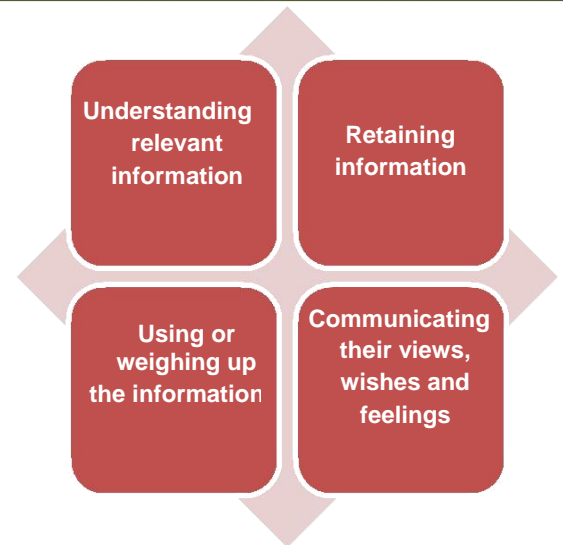 Understanding
relevant
information
Retaining
information
Using or
weighing up
the information
Communicating
their views,
wishes and
feelings